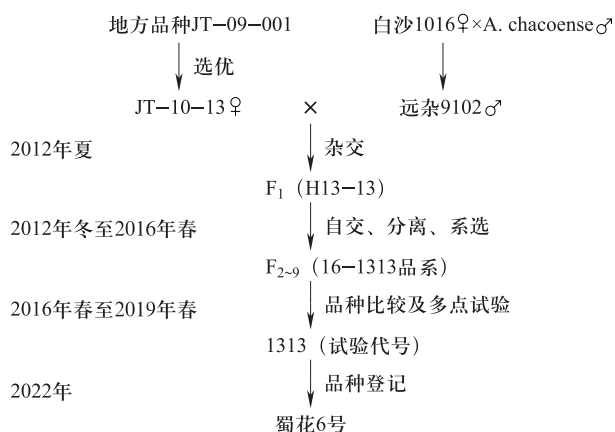 地方品种JT-09-001 白沙1016♀×A. chacoense♂
选优
JT-10-13♀ × 远杂9102♂
2012年夏 杂交
F₁（H13-13）
2012年冬至2016年春 自交、分离、系选
F₂~₉（16-1313品系）
2016年春至2019年春 品种比较及多点试验
1313（试验代号）
2022年 品种登记
蜀花6号